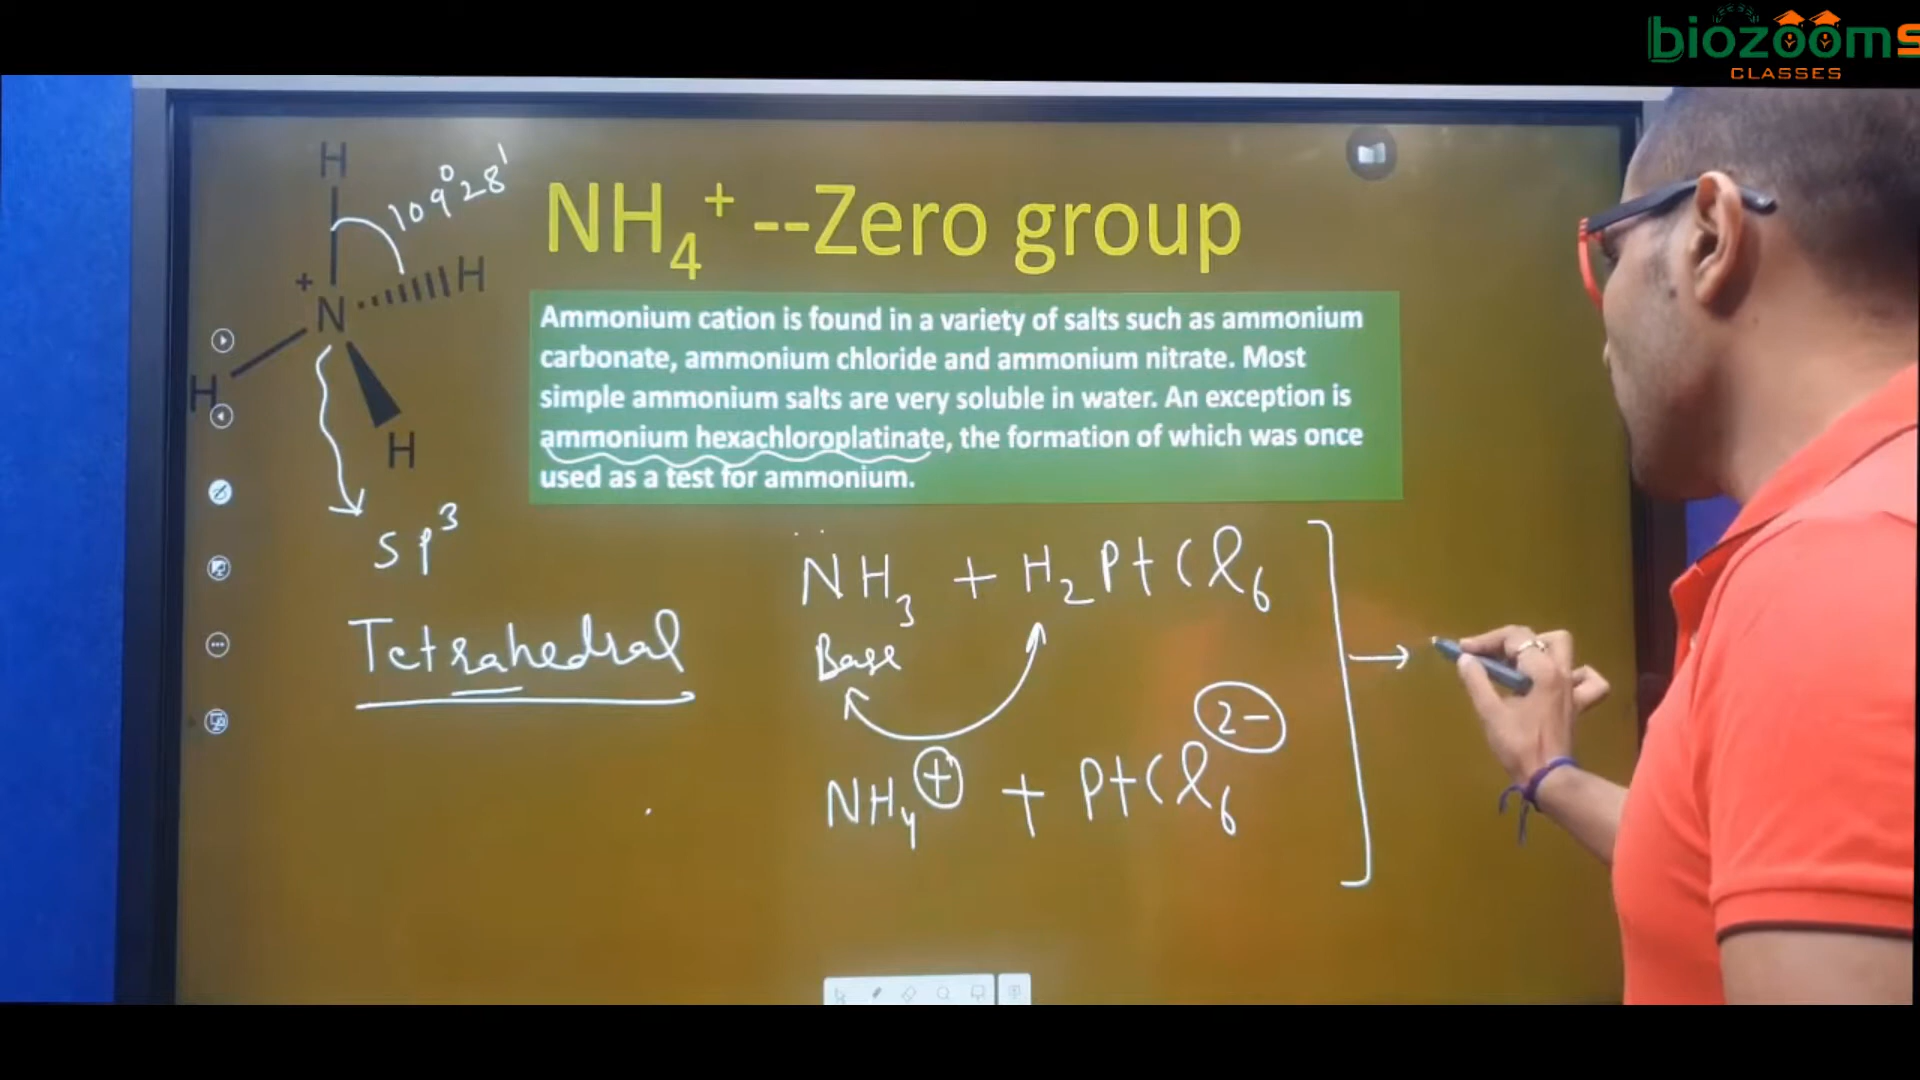 biozooms
CLASSES
H
109°28'
NH4+ --Zero group
+
N
H
H
H
Ammonium cation is found in a variety of salts such as ammonium
carbonate, ammonium chloride and ammonium nitrate. Most
simple ammonium salts are very soluble in water. An exception is
ammonium hexachloroplatinate, the formation of which was once
used as a test for ammonium.
sp3
Tetrahedral
NH3 + H2PtCl6
Base
NH4+ + PtCl6 2-